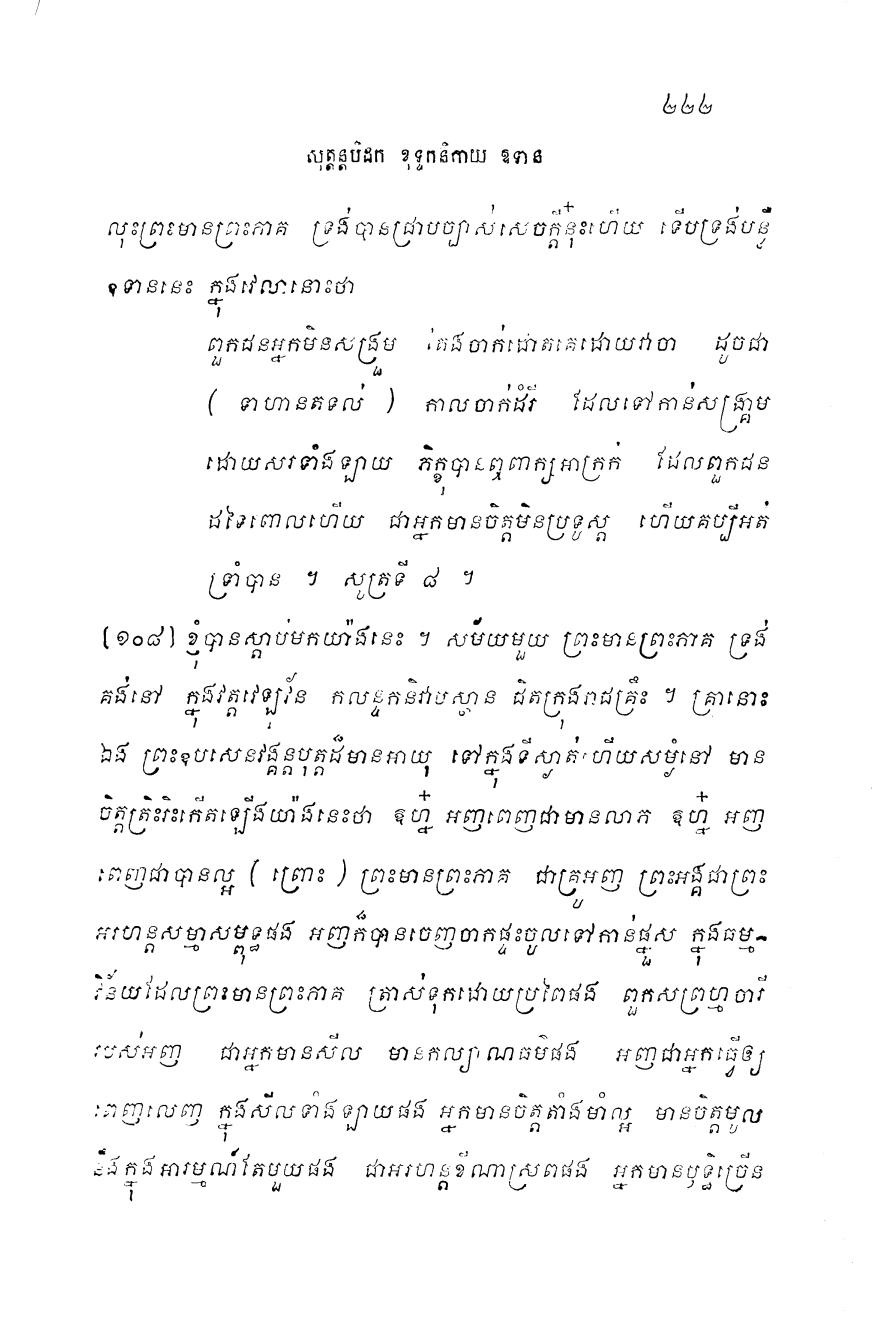 ២២២
សុត្តន្តបិដក ខុទ្ទកនិកាយ ឧទាន
លុះព្រះមានព្រះភាគ ទ្រង់បានជ្រាបច្បាស់សេចក្តីនុ៎ះហើយ ទើបទ្រង់បន្លឺ
ឧទាននេះ ក្នុងវេលានោះថា
ពួកជនអ្នកមិនសង្រួម តែងចាក់ដោតគេដោយវាចា ដូចជា
( ទាហានតទល់ ) កាលចាក់ដំរី ដែលទៅកាន់សង្គ្រាម
ដោយសរទាំងឡាយ ភិក្ខុបានឮពាក្យអាក្រក់ ដែលពួកជន
ដទៃពោលហើយ ជាអ្នកមានចិត្តមិនប្រទូស្ត ហើយគប្បីអត់
ទ្រាំបាន ។ សូត្រទី ៨ ។
[១០៨] ខ្ញុំបានស្តាប់មកយ៉ាងនេះ ។ សម័យមួយ ព្រះមានព្រះភាគ ទ្រង់
គង់នៅ ក្នុងវត្តវេឡុវ័ន កលន្ទកនិវាបស្ថាន ជិតក្រុងរាជគ្រឹះ ។ គ្រានោះ
ឯង ព្រះឧបសេនវង្គន្តបុត្តដ៏មានអាយុ ទៅក្នុងទីស្ងាត់ហើយសម្ងំនៅ មាន
ចិត្តត្រិះរិះកើតឡើងយ៉ាងនេះថា ឱហ្ន៎ អញពេញជាមានលាភ ឱហ្ន៎ អញ
ពេញជាបានល្អ ( ព្រោះ ) ព្រះមានព្រះភាគ ជាគ្រូអញ ព្រះអង្គជាព្រះ
អរហន្តសម្មាសម្ពុទ្ធផង អញក៏បានចេញចាកផ្ទះចូលទៅកាន់ផ្នួស ក្នុងធម្ម-
វិន័យដែលព្រះមានព្រះភាគ ត្រាស់ទុកដោយប្រពៃផង ពួកសព្រហ្មចារី
របស់អញ ជាអ្នកមានសីល មានកល្យាណធម៌ផង អញជាអ្នកធ្វើឲ្យ
ពេញលេញ ក្នុងសីលទាំងឡាយផង អ្នកមានចិត្តតាំងមាំល្អ មានចិត្តមូល
នឹងក្នុងអារម្មណ៍តែមួយផង ជាអរហន្តខីណាស្រពផង អ្នកមានឫទ្ធិច្រើន